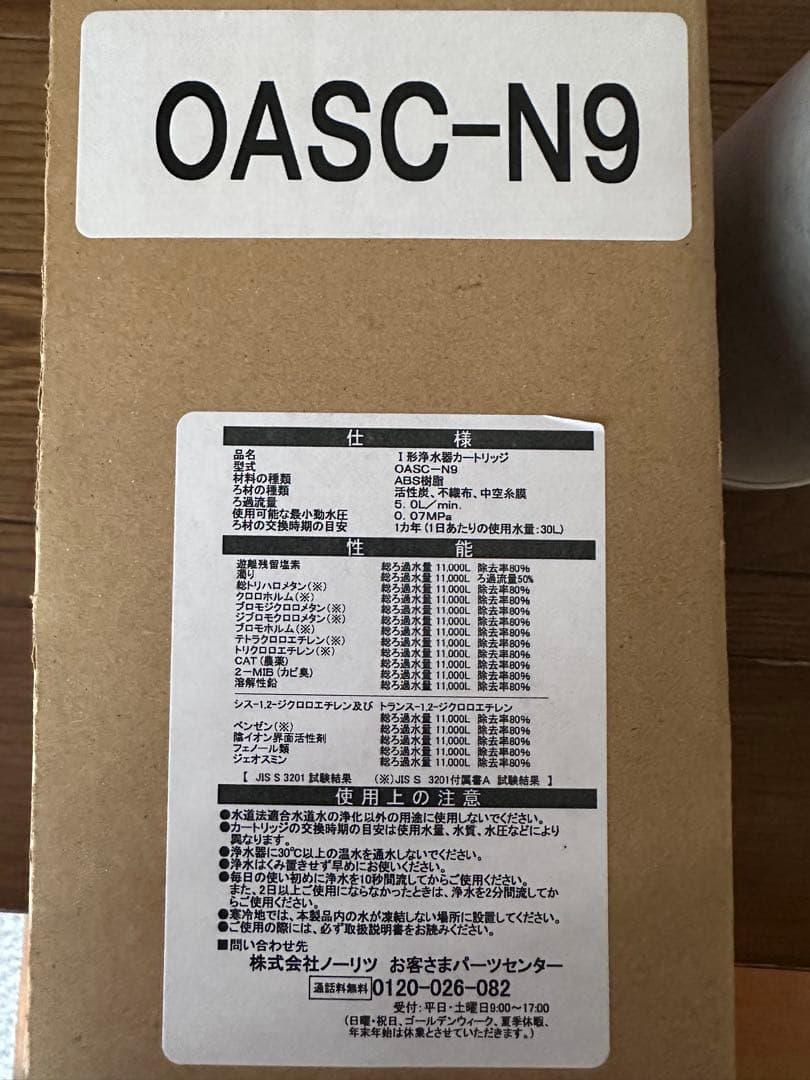 OASC-N9
仕様
品名 I形浄水器カートリッジ
型式 OASC-N9
材料の種類 ABS樹脂
ろ材の種類 活性炭、不織布、中空糸膜
ろ過流量 5.0L/min.
使用可能な最小動水圧 0.07MPa
ろ材の交換時期の目安 1カ年(1日あたりの使用水量:30L)
性能
遊離残留塩素 総ろ過水量 11,000L 除去率80%
濁り 総ろ過水量 11,000L ろ過流量50%
総トリハロメタン(※) 総ろ過水量 11,000L 除去率80%
クロロホルム(※) 総ろ過水量 11,000L 除去率80%
ブロモジクロロメタン(※) 総ろ過水量 11,000L 除去率80%
ジブロモクロロメタン(※) 総ろ過水量 11,000L 除去率80%
ブロモホルム(※) 総ろ過水量 11,000L 除去率80%
テトラクロロエチレン(※) 総ろ過水量 11,000L 除去率80%
トリクロロエチレン(※) 総ろ過水量 11,000L 除去率80%
CAT(農薬) 総ろ過水量 11,000L 除去率80%
2-MIB(カビ臭) 総ろ過水量 11,000L 除去率80%
溶解性鉛 総ろ過水量 11,000L 除去率80%
シス-1,2-ジクロロエチレン及び トランス-1,2-ジクロロエチレン
総ろ過水量 11,000L 除去率80%
ベンゼン(※) 総ろ過水量 11,000L 除去率80%
陰イオン界面活性剤 総ろ過水量 11,000L 除去率80%
フェノール類 総ろ過水量 11,000L 除去率80%
ジェオスミン 総ろ過水量 11,000L 除去率80%
【 JIS S 3201 試験結果 (※)JIS S 3201付属書A 試験結果 】
使用上の注意
●水道法適合水道水の浄化以外の用途に使用しないでください。
●カートリッジの交換時期の目安は使用水量、水質、水圧などにより
異なります。
●浄水器に30℃以上の温水を通水しないでください。
●浄水はくみ置きせず早めにお使いください。
●毎日の使い初めに浄水を10秒間流してからご使用ください。
また、2日以上ご使用にならなかったときは、浄水を2分間流してか
らご使用ください。
●寒冷地では、本製品内の水が凍結しない場所に設置してください。
●ご使用の際には、必ず取扱説明書をお読みください。
■問い合わせ先
株式会社ノーリツ お客さまパーツセンター
通話料無料 0120-026-082
受付:平日・土曜日9:00~17:00
(日曜・祝日、ゴールデンウィーク、夏季休暇、
年末年始は休業とさせていただきます。)